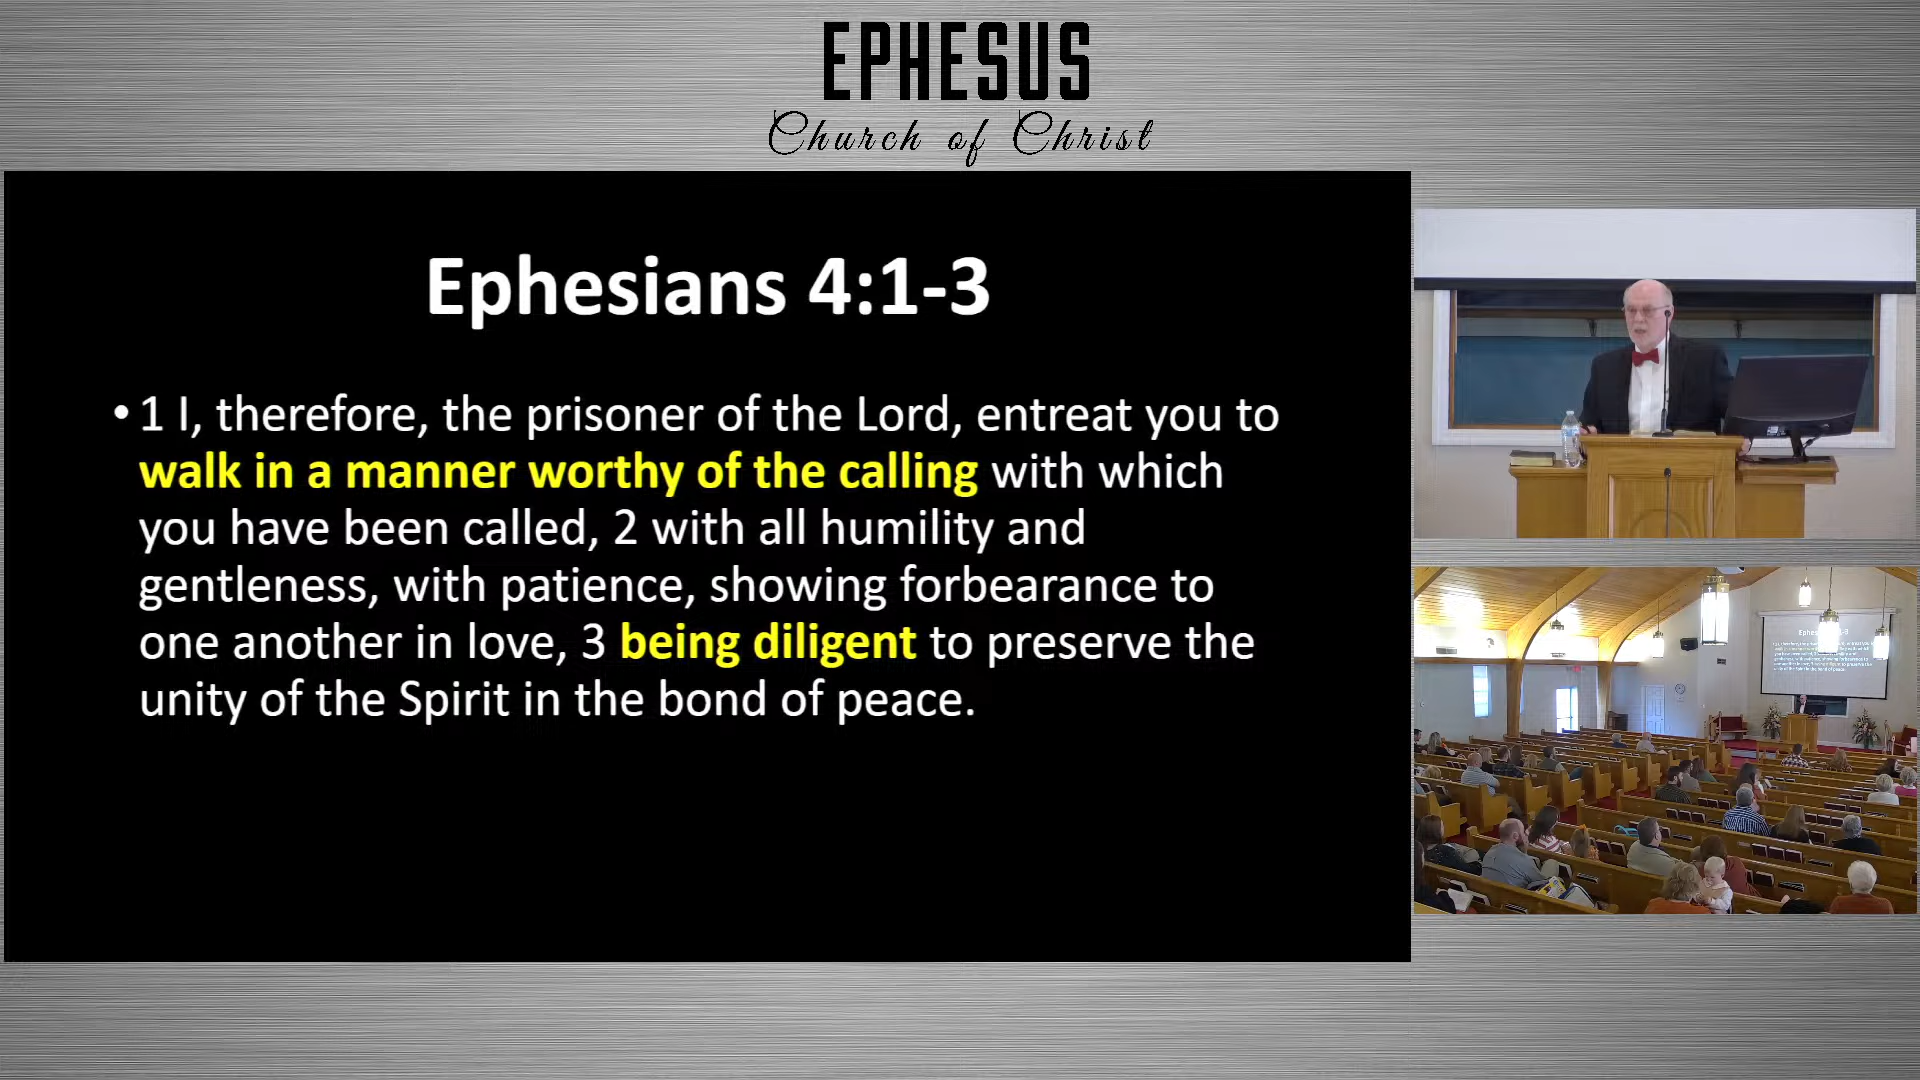 EPHESUS
Church of Christ
Ephesians 4:1-3
• 1 I, therefore, the prisoner of the Lord, entreat you to
walk in a manner worthy of the calling with which
you have been called, 2 with all humility and
gentleness, with patience, showing forbearance to
one another in love, 3 being diligent to preserve the
unity of the Spirit in the bond of peace.